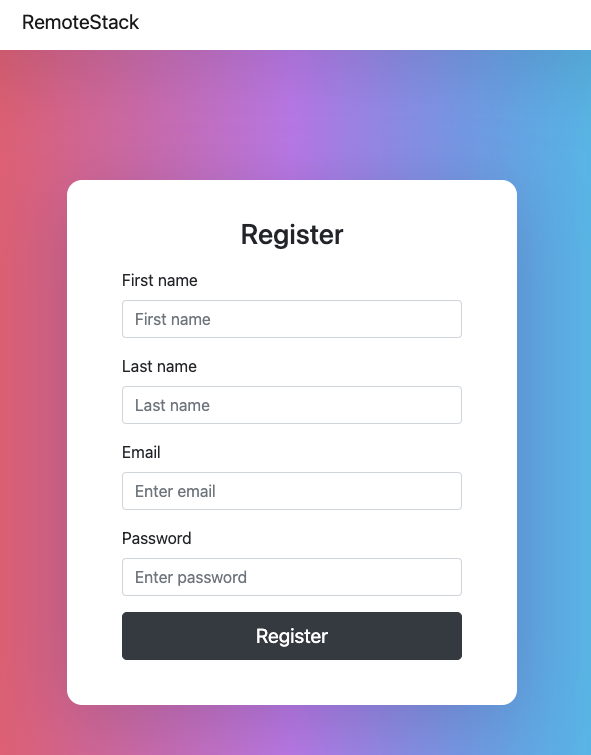 RemoteStack
Register
First name
First name
Last name
Last name
Email
Enter email
Password
Enter password
Register